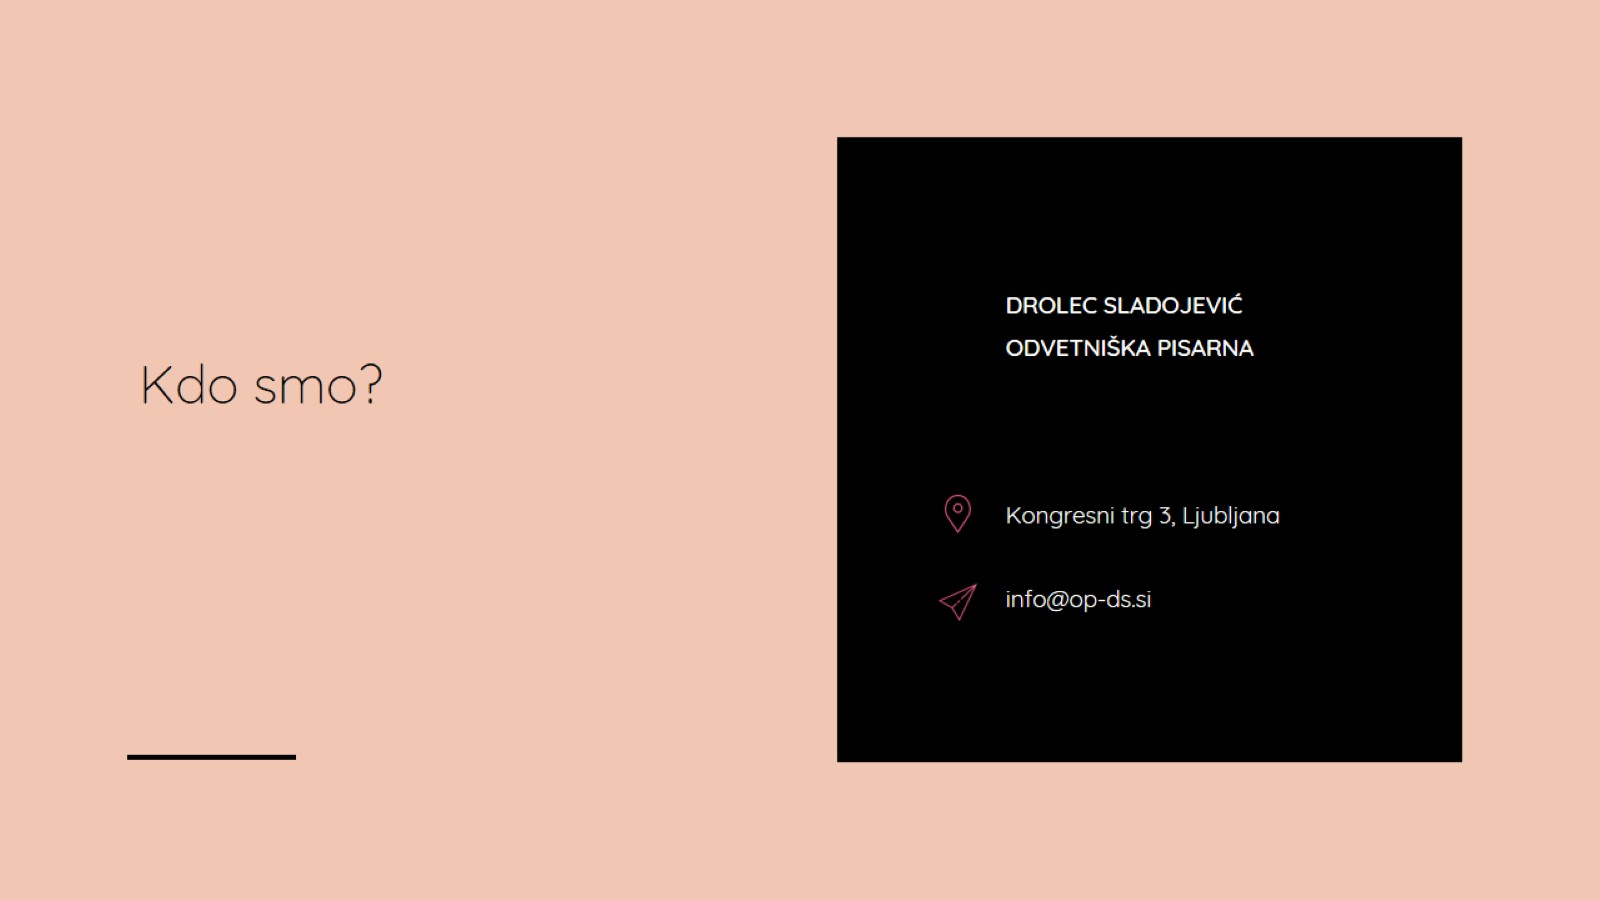 Kdo smo?
DROLEC SLADOJEVIĆ
ODVETNIŠKA PISARNA
Kongresni trg 3, Ljubljana
info@op-ds.si